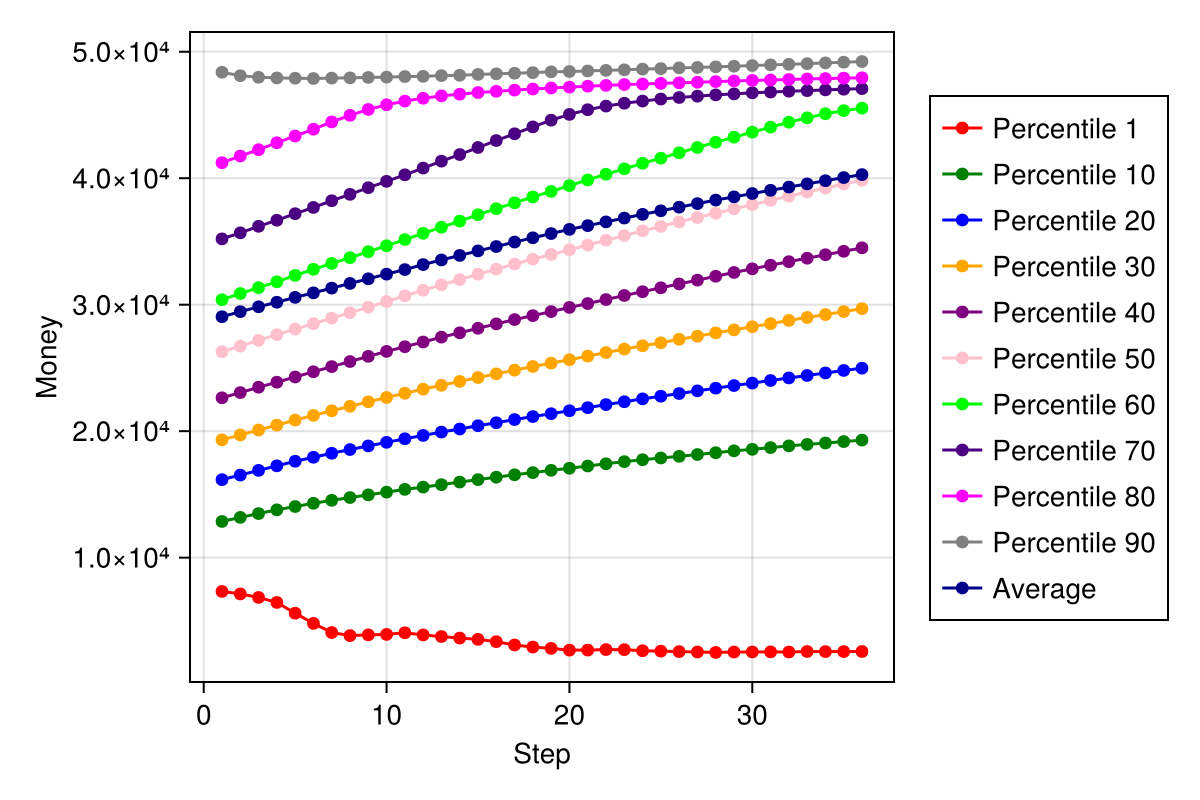 5.0×10⁴
4.0×10⁴
3.0×10⁴
2.0×10⁴
1.0×10⁴
Money
0 10 20 30
Step
Percentile 1
Percentile 10
Percentile 20
Percentile 30
Percentile 40
Percentile 50
Percentile 60
Percentile 70
Percentile 80
Percentile 90
Average